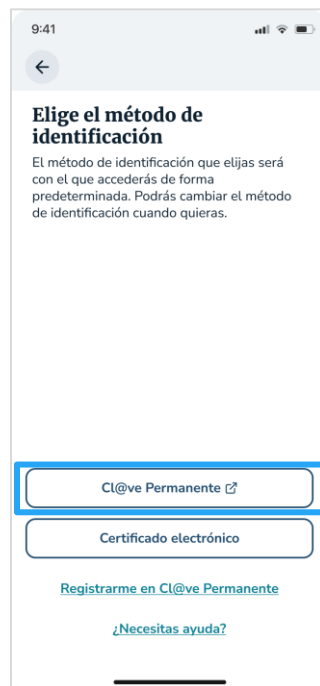 9:41
Elige el método de
identificación
El método de identificación que elijas será
con el que accederás de forma
predeterminada. Podrás cambiar el método
de identificación cuando quieras.
Cl@ve Permanente
Certificado electrónico
Registrarme en Cl@ve Permanente
¿Necesitas ayuda?